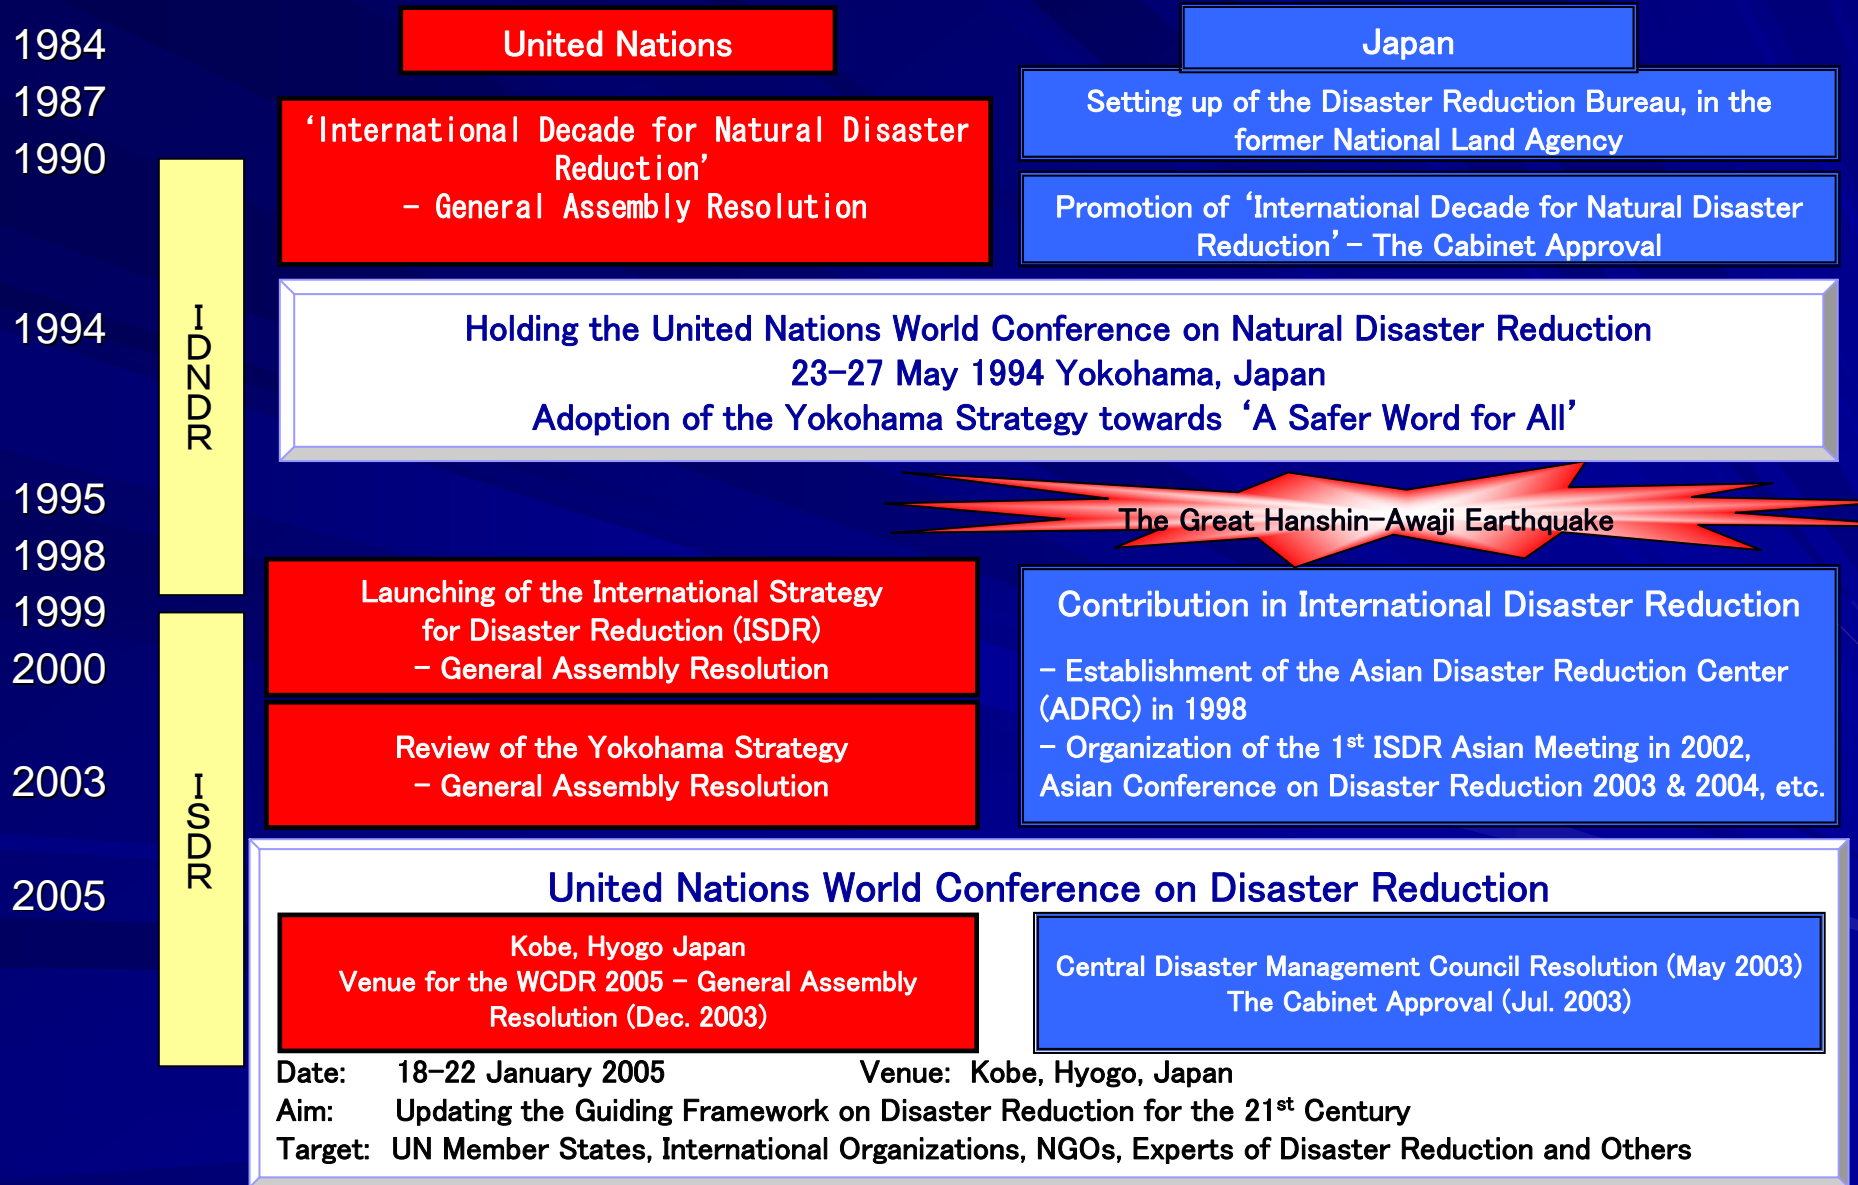 1984
United Nations
Japan
1987
Setting up of the Disaster Reduction Bureau, in the
former National Land Agency
‘International Decade for Natural Disaster
Reduction’
– General Assembly Resolution
1990
Promotion of ‘International Decade for Natural Disaster
Reduction’ – The Cabinet Approval
IDNDR
1994
Holding the United Nations World Conference on Natural Disaster Reduction
23–27 May 1994 Yokohama, Japan
Adoption of the Yokohama Strategy towards ‘A Safer Word for All’
1995
The Great Hanshin–Awaji Earthquake
1998
1999
Launching of the International Strategy
for Disaster Reduction (ISDR)
– General Assembly Resolution
Contribution in International Disaster Reduction
– Establishment of the Asian Disaster Reduction Center
(ADRC) in 1998
– Organization of the 1st ISDR Asian Meeting in 2002,
Asian Conference on Disaster Reduction 2003 & 2004, etc.
2000
Review of the Yokohama Strategy
– General Assembly Resolution
2003
ISDR
2005
United Nations World Conference on Disaster Reduction
Kobe, Hyogo Japan
Venue for the WCDR 2005 – General Assembly
Resolution (Dec. 2003)
Central Disaster Management Council Resolution (May 2003)
The Cabinet Approval (Jul. 2003)
Date: 18–22 January 2005 Venue: Kobe, Hyogo, Japan
Aim: Updating the Guiding Framework on Disaster Reduction for the 21st Century
Target: UN Member States, International Organizations, NGOs, Experts of Disaster Reduction and Others